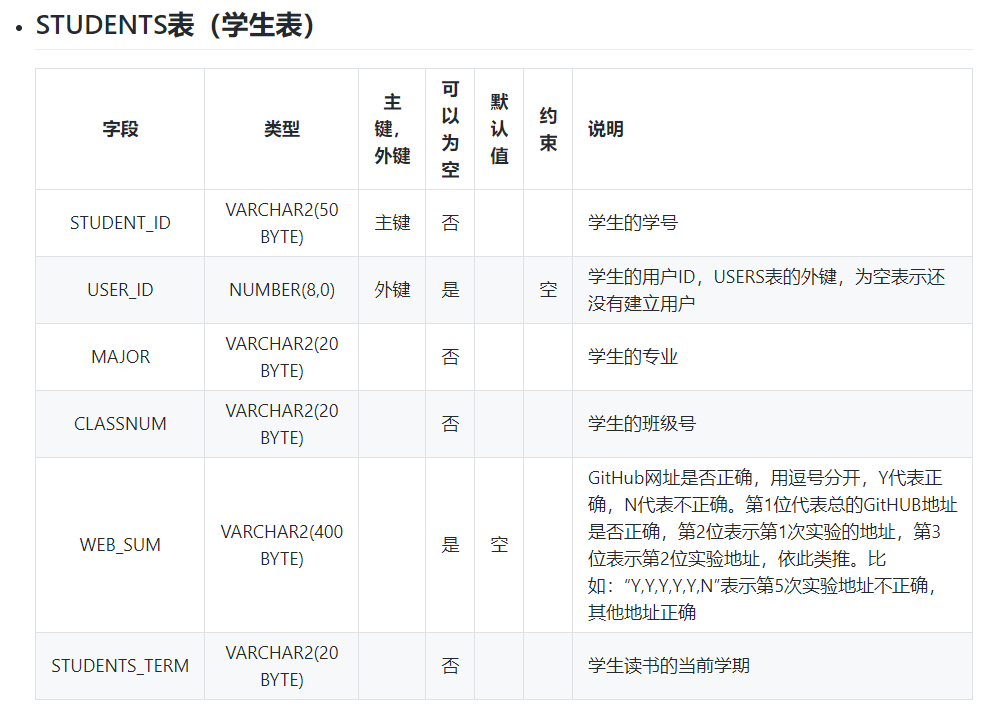 STUDENTS表（学生表）
字段 类型 主键，外键 可以为空 默认值 约束 说明
STUDENT_ID VARCHAR2(50 BYTE) 主键 否 学生的学号
USER_ID NUMBER(8,0) 外键 是 空 学生的用户ID，USERS表的外键，为空表示还
没有建立用户
MAJOR VARCHAR2(20 BYTE) 否 学生的专业
CLASSNUM VARCHAR2(20 BYTE) 否 学生的班级号
WEB_SUM VARCHAR2(400 BYTE) 是 空 GitHub网址是否正确，用逗号分开，Y代表正
确，N代表不正确。第1位代表总的GitHUB地址
是否正确，第2位表示第1次实验的地址，第3
位表示第2位实验地址，依此类推。比
如：“Y,Y,Y,Y,Y,N”表示第5次实验地址不正确，
其他地址正确
STUDENTS_TERM VARCHAR2(20 BYTE) 否 学生读书的当前学期